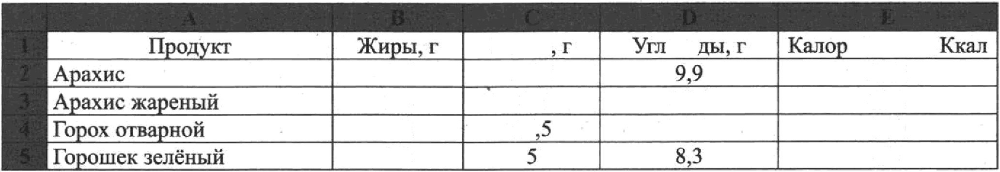 A B C D E
1 Продукт Жиры, г , г Угл ды, г Калор Ккал
2 Арахис 9,9
3 Арахис жареный
4 Горох отварной ,5
5 Горошек зелёный 5 8,3